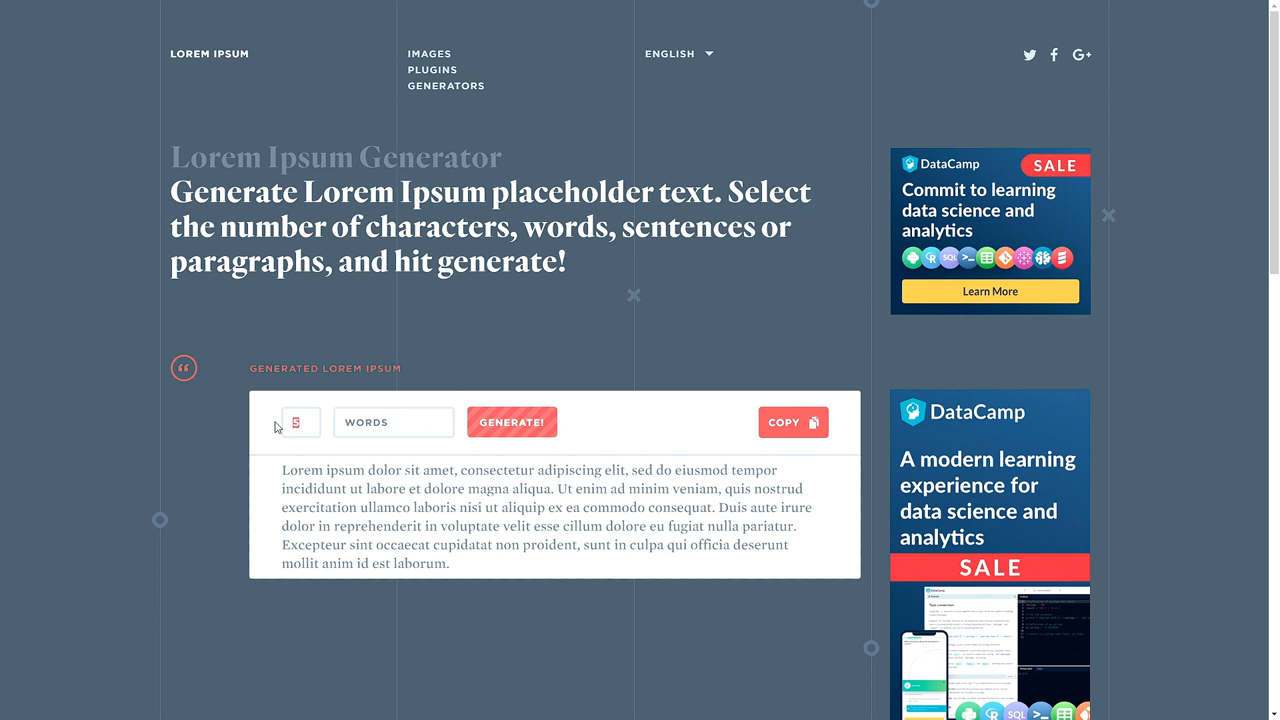 LOREM IPSUM
IMAGES
PLUGINS
GENERATORS
ENGLISH
G+
Lorem Ipsum Generator
Generate Lorem Ipsum placeholder text. Select
the number of characters, words, sentences or
paragraphs, and hit generate!
DataCamp
SALE
Commit to learning
data science and
analytics
R
SQL
Learn More
GENERATED LOREM IPSUM
5
WORDS
GENERATE!
COPY
Lorem ipsum dolor sit amet, consectetur adipiscing elit, sed do eiusmod tempor
incididunt ut labore et dolore magna aliqua. Ut enim ad minim veniam, quis nostrud
exercitation ullamco laboris nisi ut aliquip ex ea commodo consequat. Duis aute irure
dolor in reprehenderit in voluptate velit esse cillum dolore eu fugiat nulla pariatur.
Excepteur sint occaecat cupidatat non proident, sunt in culpa qui officia deserunt
mollit anim id est laborum.
DataCamp
A modern learning
experience for
data science and
analytics
SALE
DataCamp
R
SQL